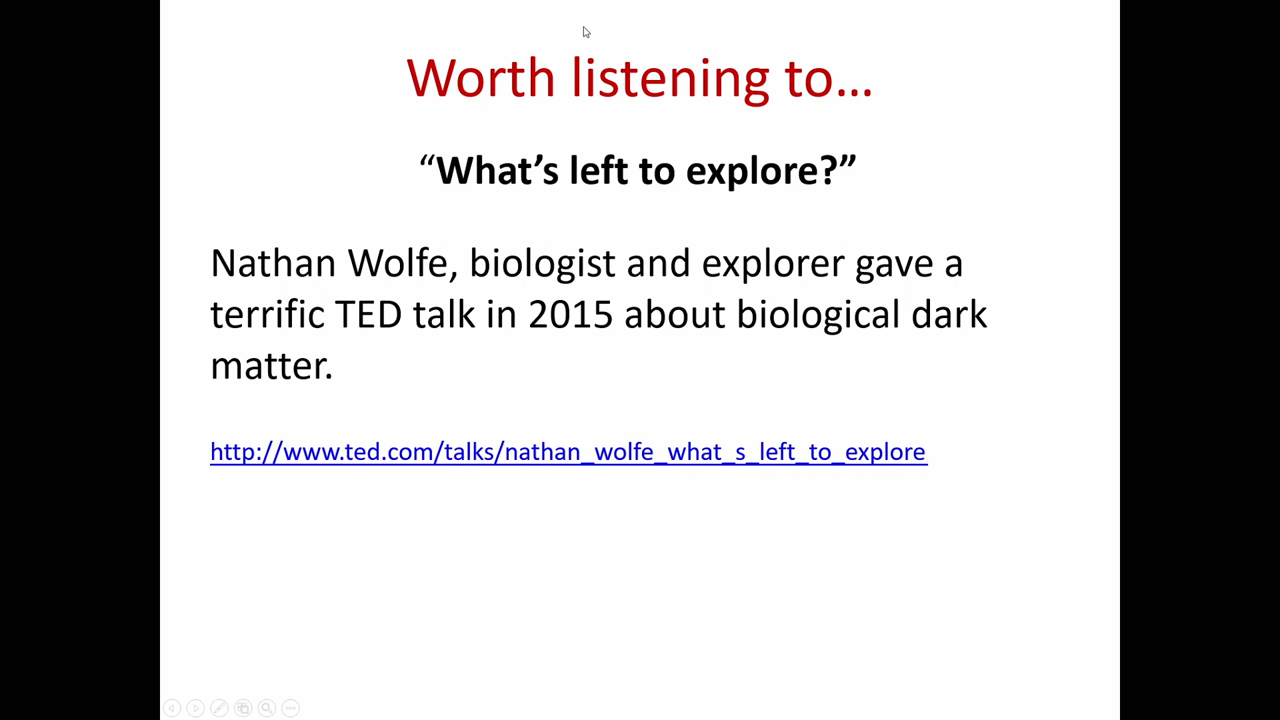 Worth listening to…
“What’s left to explore?”
Nathan Wolfe, biologist and explorer gave a
terrific TED talk in 2015 about biological dark
matter.
http://www.ted.com/talks/nathan_wolfe_what_s_left_to_explore